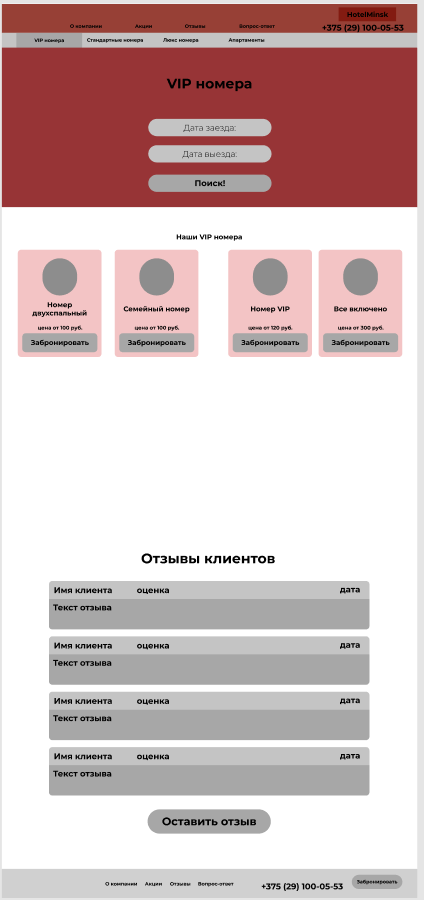 HotelMinsk
О компании Акции Отзывы Вопрос-ответ +375 (29) 100-05-53
VIP номера Стандартные номера Люкс номера Апартаменты
VIP номера
Дата заезда:
Дата выезда:
Поиск!
Наши VIP номера
Номер
двухспальный
цена от 100 руб.
Забронировать
Семейный номер
цена от 100 руб.
Забронировать
Номер VIP
цена от 120 руб.
Забронировать
Все включено
цена от 300 руб.
Забронировать
Отзывы клиентов
Имя клиента оценка дата
Текст отзыва
Имя клиента оценка дата
Текст отзыва
Имя клиента оценка дата
Текст отзыва
Имя клиента оценка дата
Текст отзыва
Оставить отзыв
О компании Акции Отзывы Вопрос-ответ +375 (29) 100-05-53 Забронировать